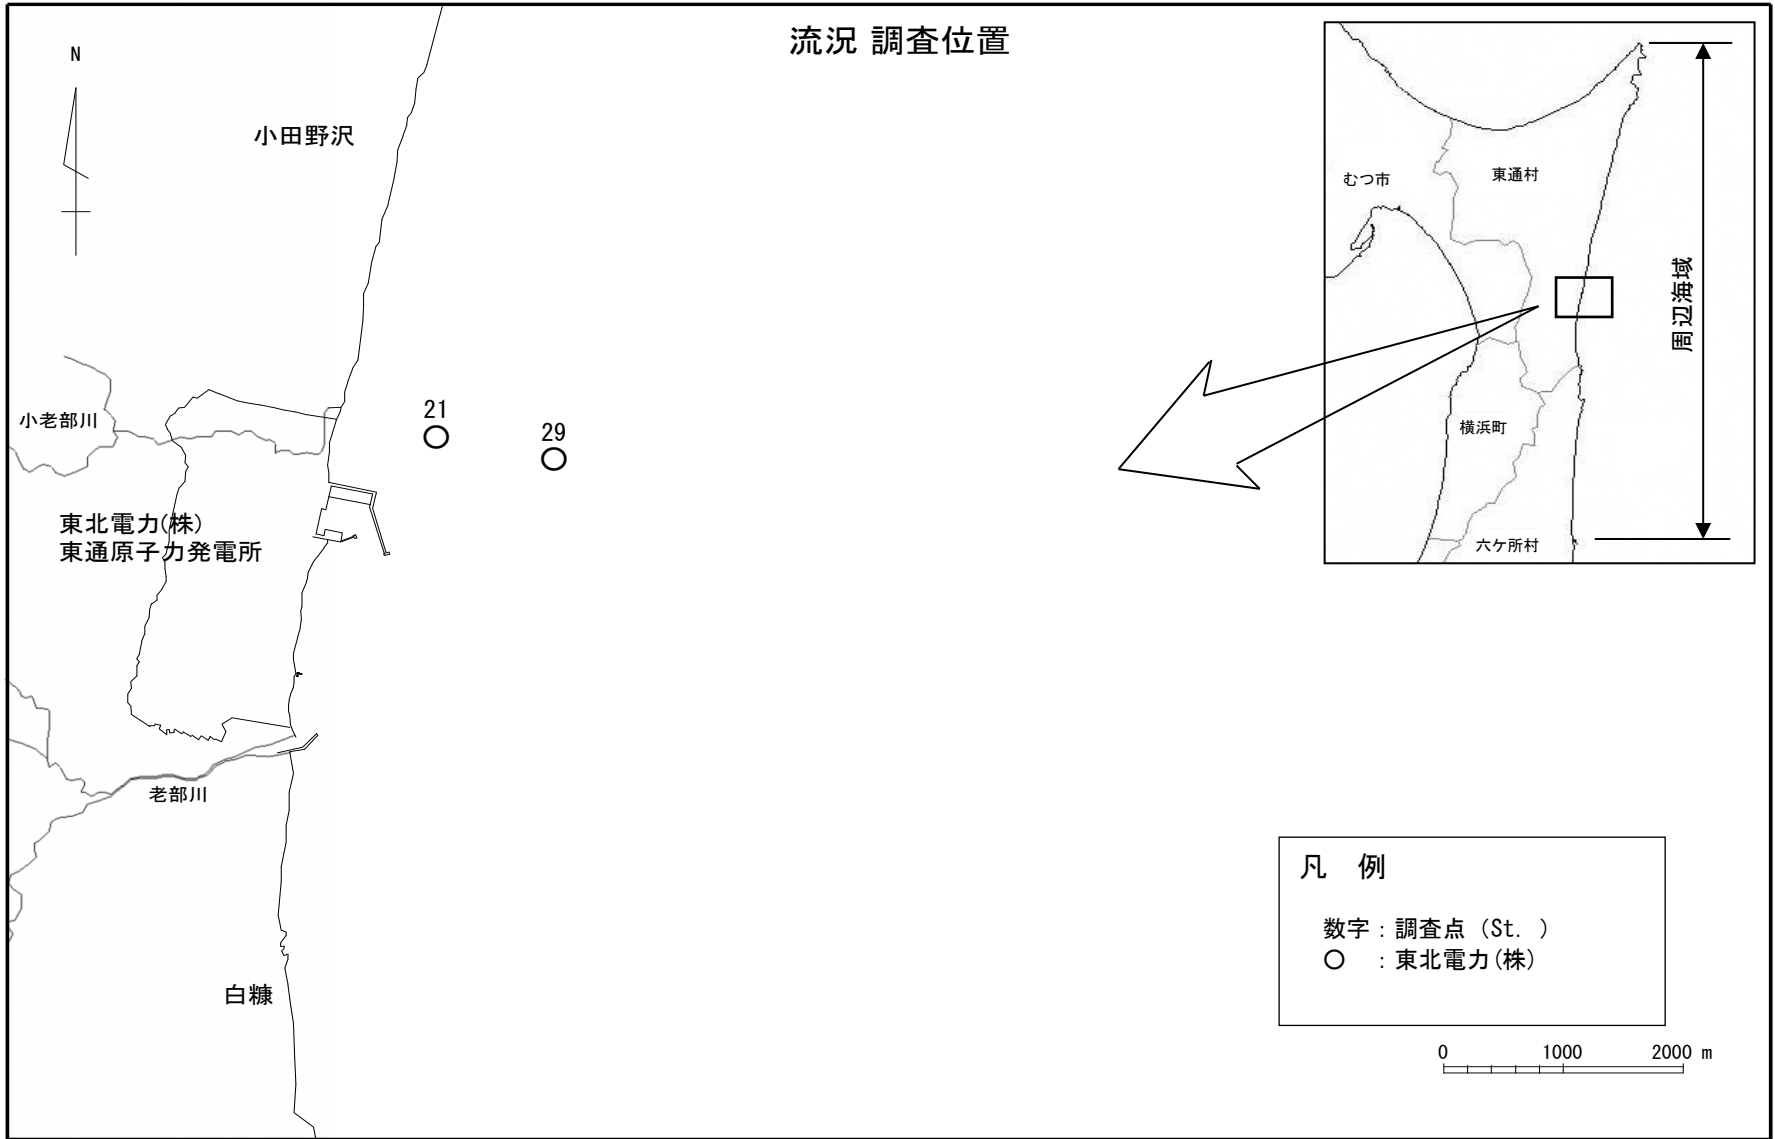 流況 調査位置
N
小田野沢
むつ市
東通村
周辺海域
小老部川
21
29
横浜町
東北電力(株)
東通原子力発電所
六ケ所村
老部川
凡 例
数字：調査点（St. ）
○ ：東北電力(株)
白糠
0 1000 2000 m